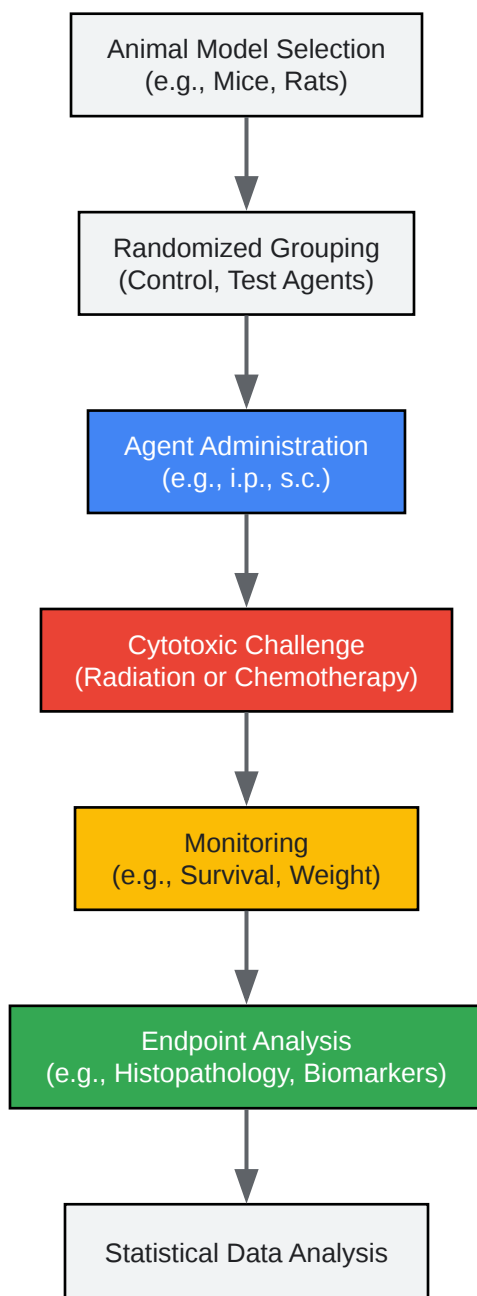 Animal Model Selection
(e.g., Mice, Rats)
Randomized Grouping
(Control, Test Agents)
Agent Administration
(e.g., i.p., s.c.)
Cytotoxic Challenge
(Radiation or Chemotherapy)
Monitoring
(e.g., Survival, Weight)
Endpoint Analysis
(e.g., Histopathology, Biomarkers)
Statistical Data Analysis